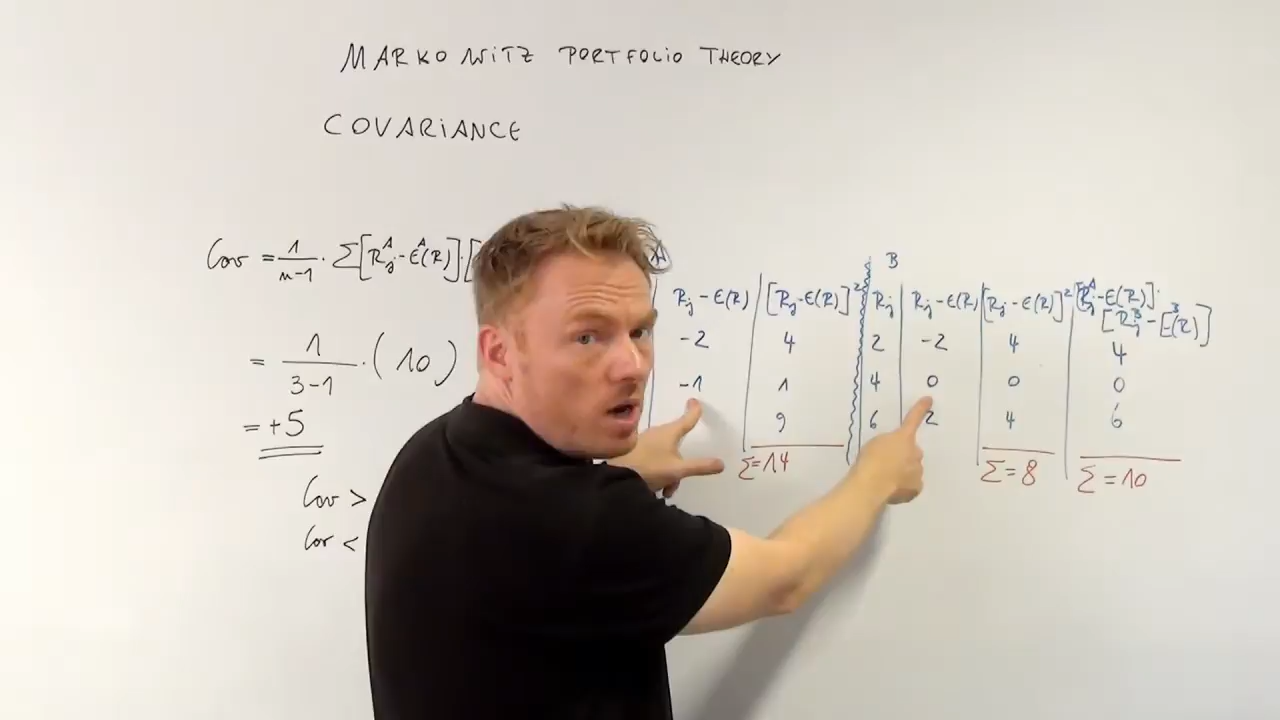 MARKOWITZ PORTFOLIO THEORY
COVARIANCE
Cov = 1/n-1 · Σ[R_j^A - E^A(R)]·[
= 1/3-1 · (10)
= +5
Cov >
Cov <
A
R_j - E(R) [R_j - E(R)]²
-2 4
-1 1
9
Σ=14
B
R_j R_j - E(R) [R_j - E(R)]² [R_j^A - E(R)]·
[R_j^B - E^B(R)]
2 -2 4 4
4 0 0 0
6 2 4 6
Σ=8 Σ=10